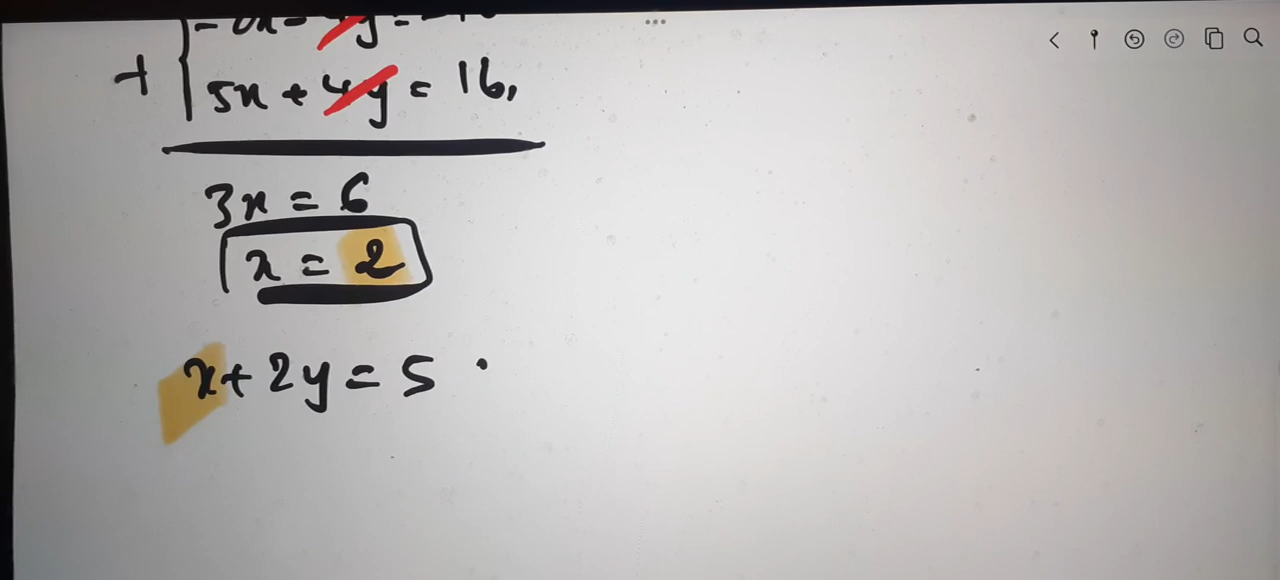 + 5x + 4y = 16,
3x = 6
x = 2
x + 2y = 5 .